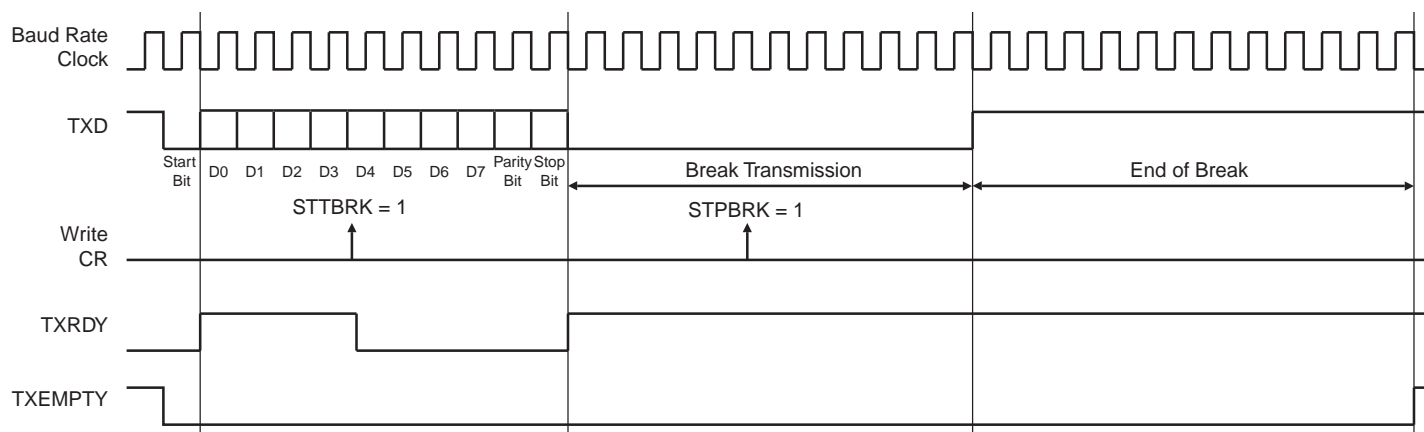 Baud Rate
Clock
TXD
Start
Bit
D0 D1 D2 D3 D4 D5 D6 D7
Parity
Bit
Stop
Bit
Break Transmission
End of Break
STTBRK = 1
STPBRK = 1
Write
CR
TXRDY
TXEMPTY